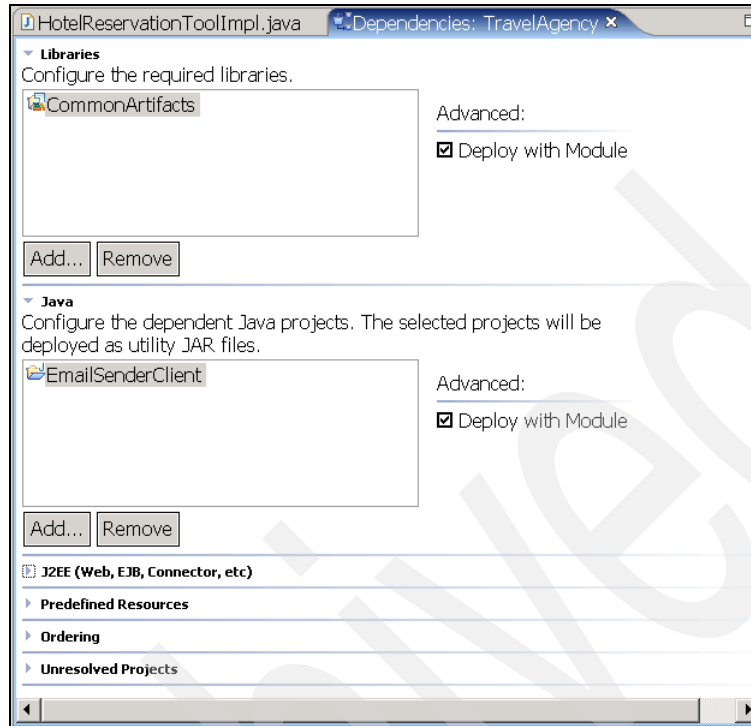 HotelReservationToolImpl.java
Dependencies: TravelAgency
Libraries
Configure the required libraries.
CommonArtifacts
Advanced:
Deploy with Module
Add... Remove
Java
Configure the dependent Java projects. The selected projects will be
deployed as utility JAR files.
EmailSenderClient
Advanced:
Deploy with Module
Add... Remove
J2EE (Web, EJB, Connector, etc)
Predefined Resources
Ordering
Unresolved Projects